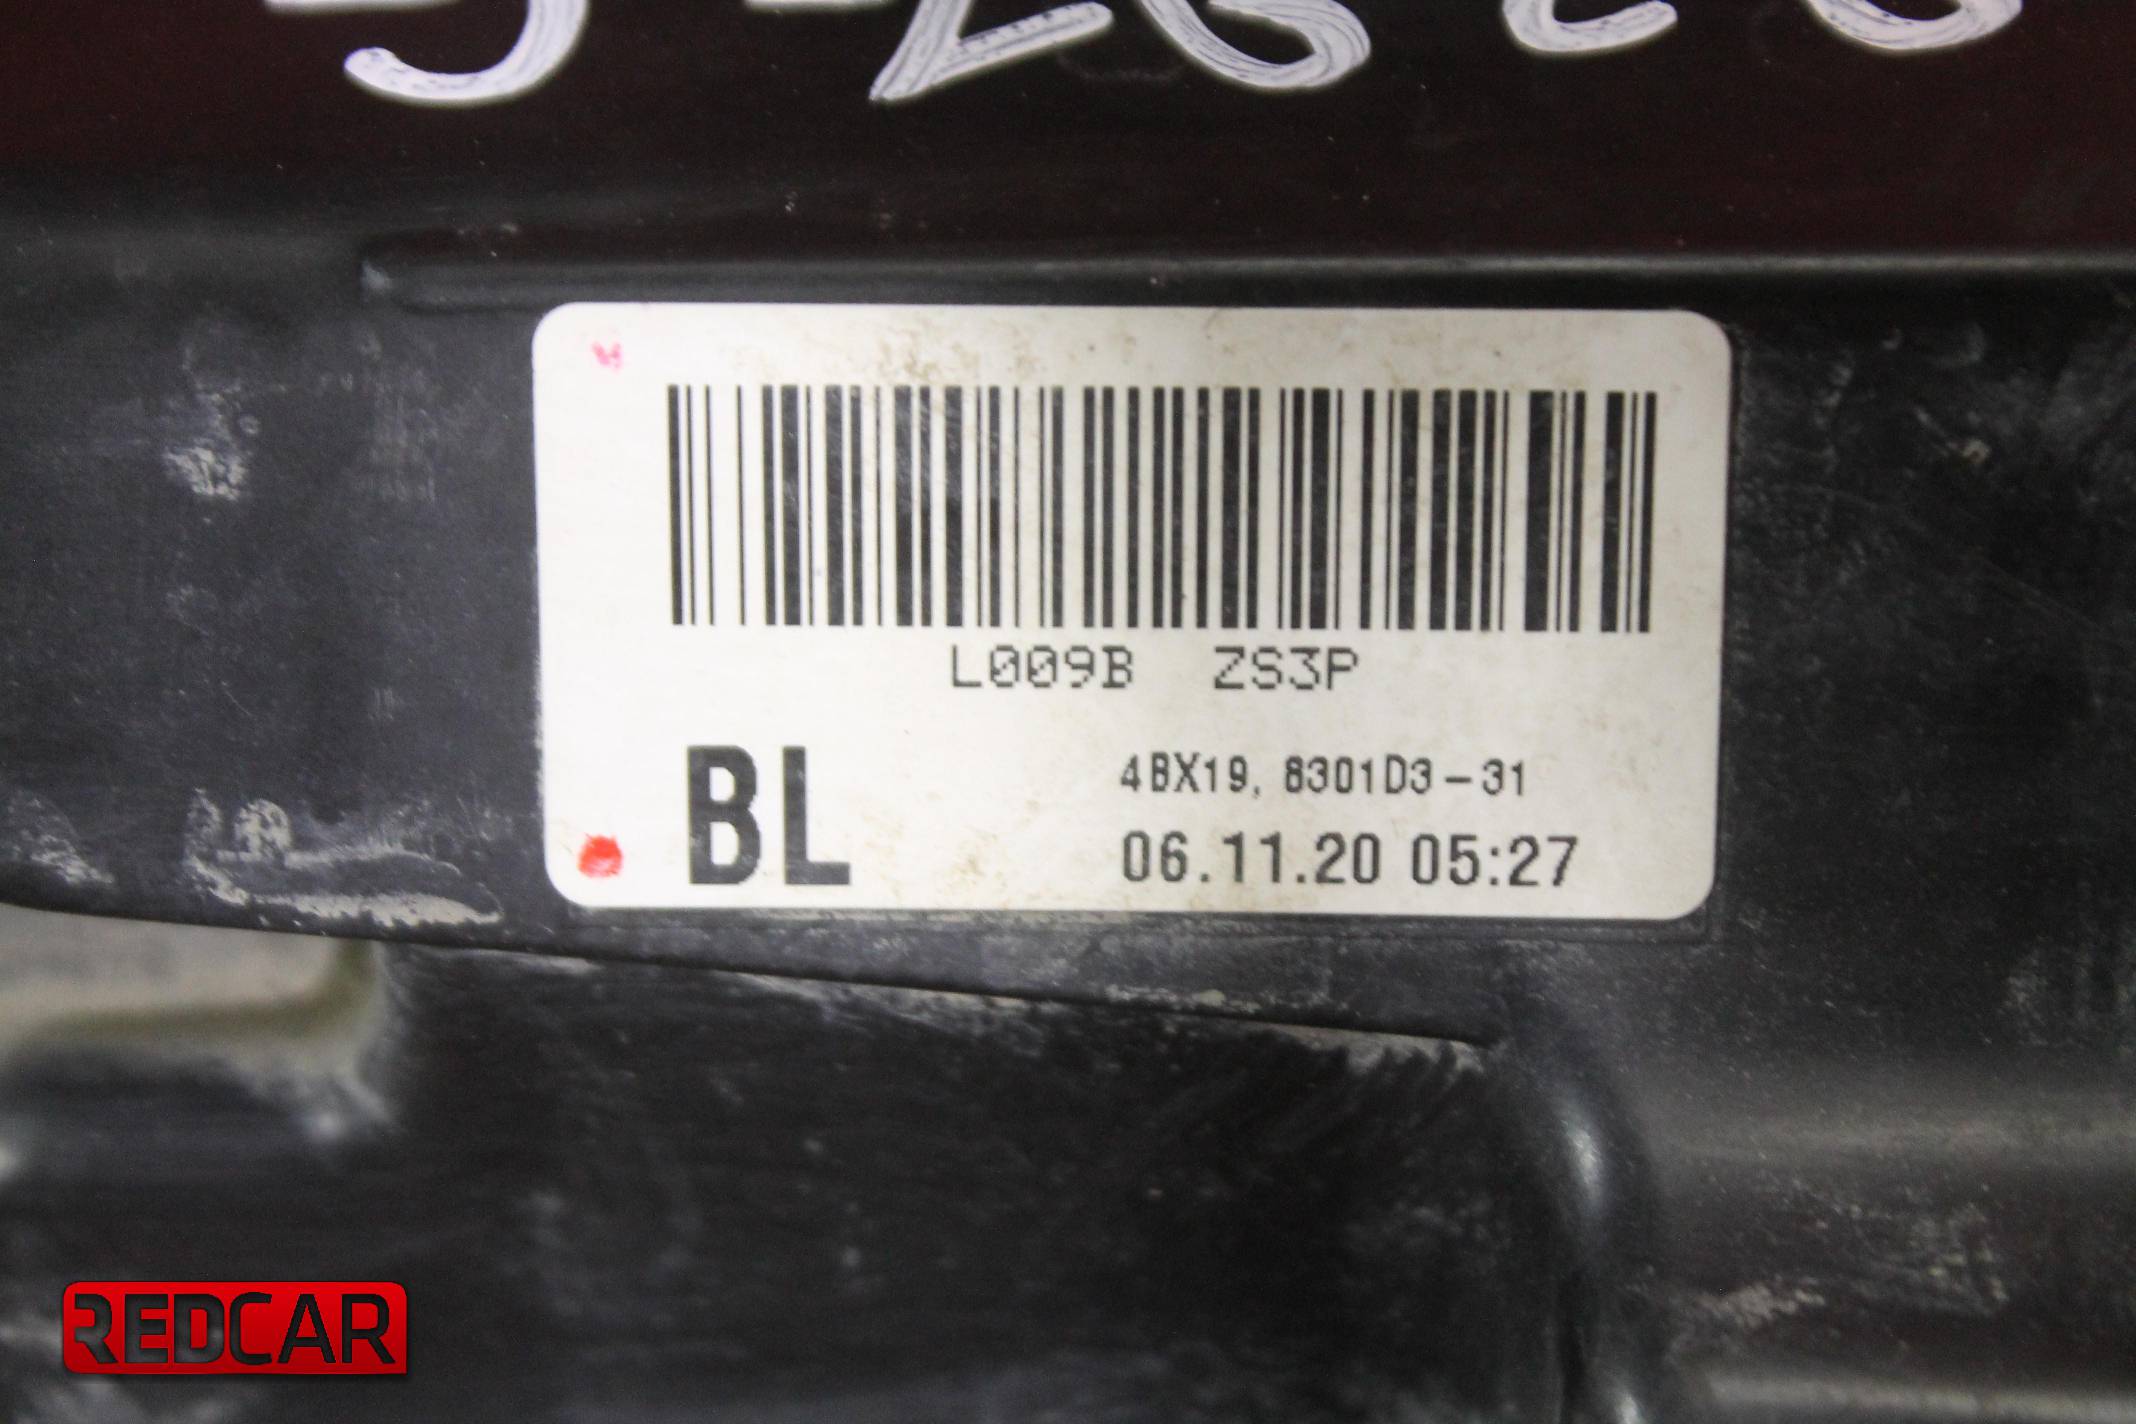 L009B ZS3P
BL
4BX19, 8301D3-31
06.11.20 05:27
REDCAR